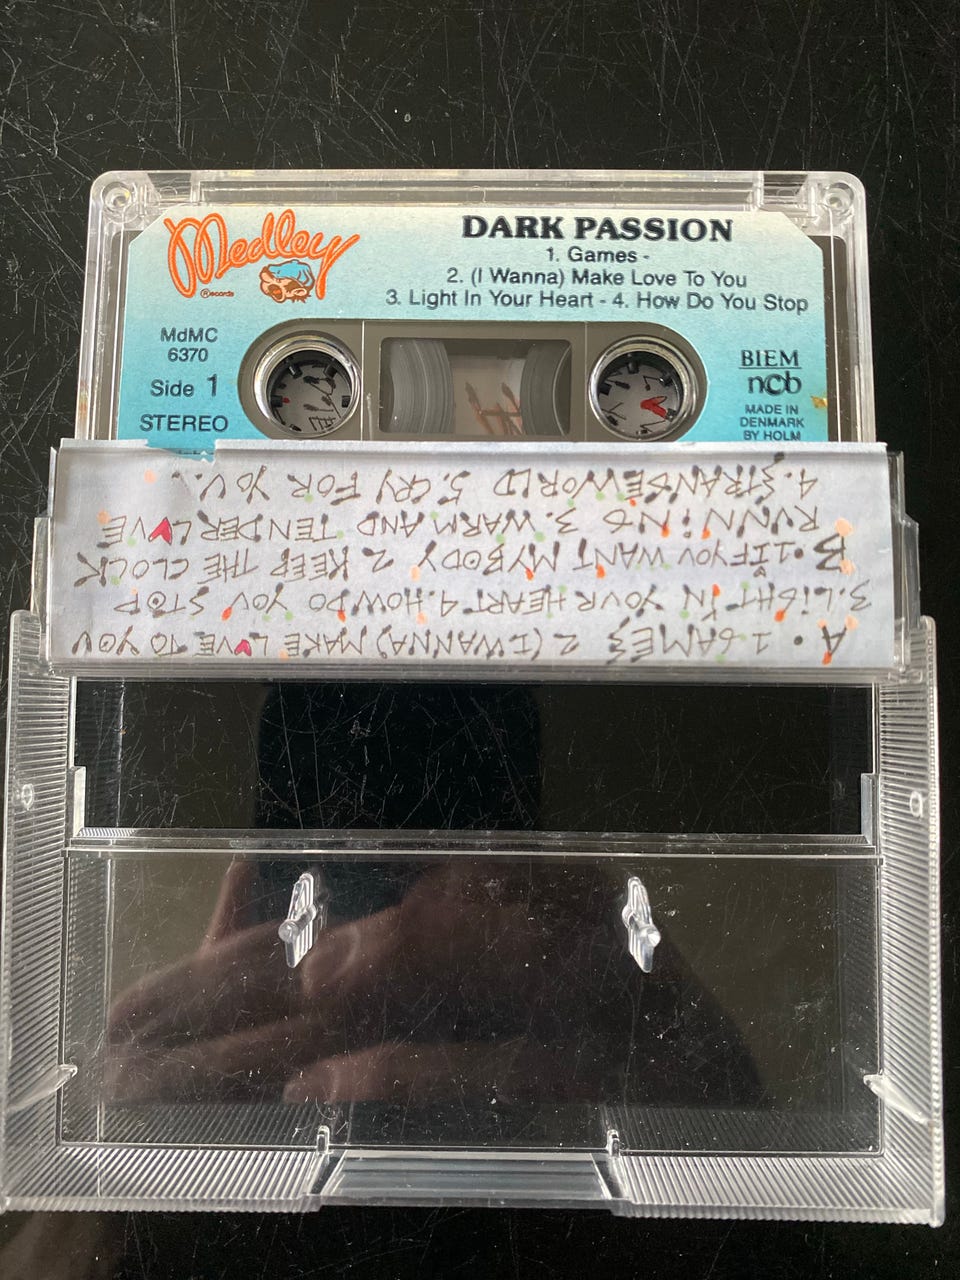 Medley
®ecords
DARK PASSION
1. Games -
2. (I Wanna) Make Love To You
3. Light In Your Heart - 4. How Do You Stop
MdMC
6370
Side 1
STEREO
BIEM
ncb
MADE IN
DENMARK
BY HOLM
A. 1 GAMES 2 (I WANNA) MAKE LOVE TO YOU
3. LIGHT IN YOUR HEART 4. HOW DO YOU STOP
B. 1 IF YOU WANT MY BODY 2 KEEP THE CLOCK
RUNNING 3. WARM AND TENDER LOVE
4. STRANGE WORLD 5. CRY FOR YOU...